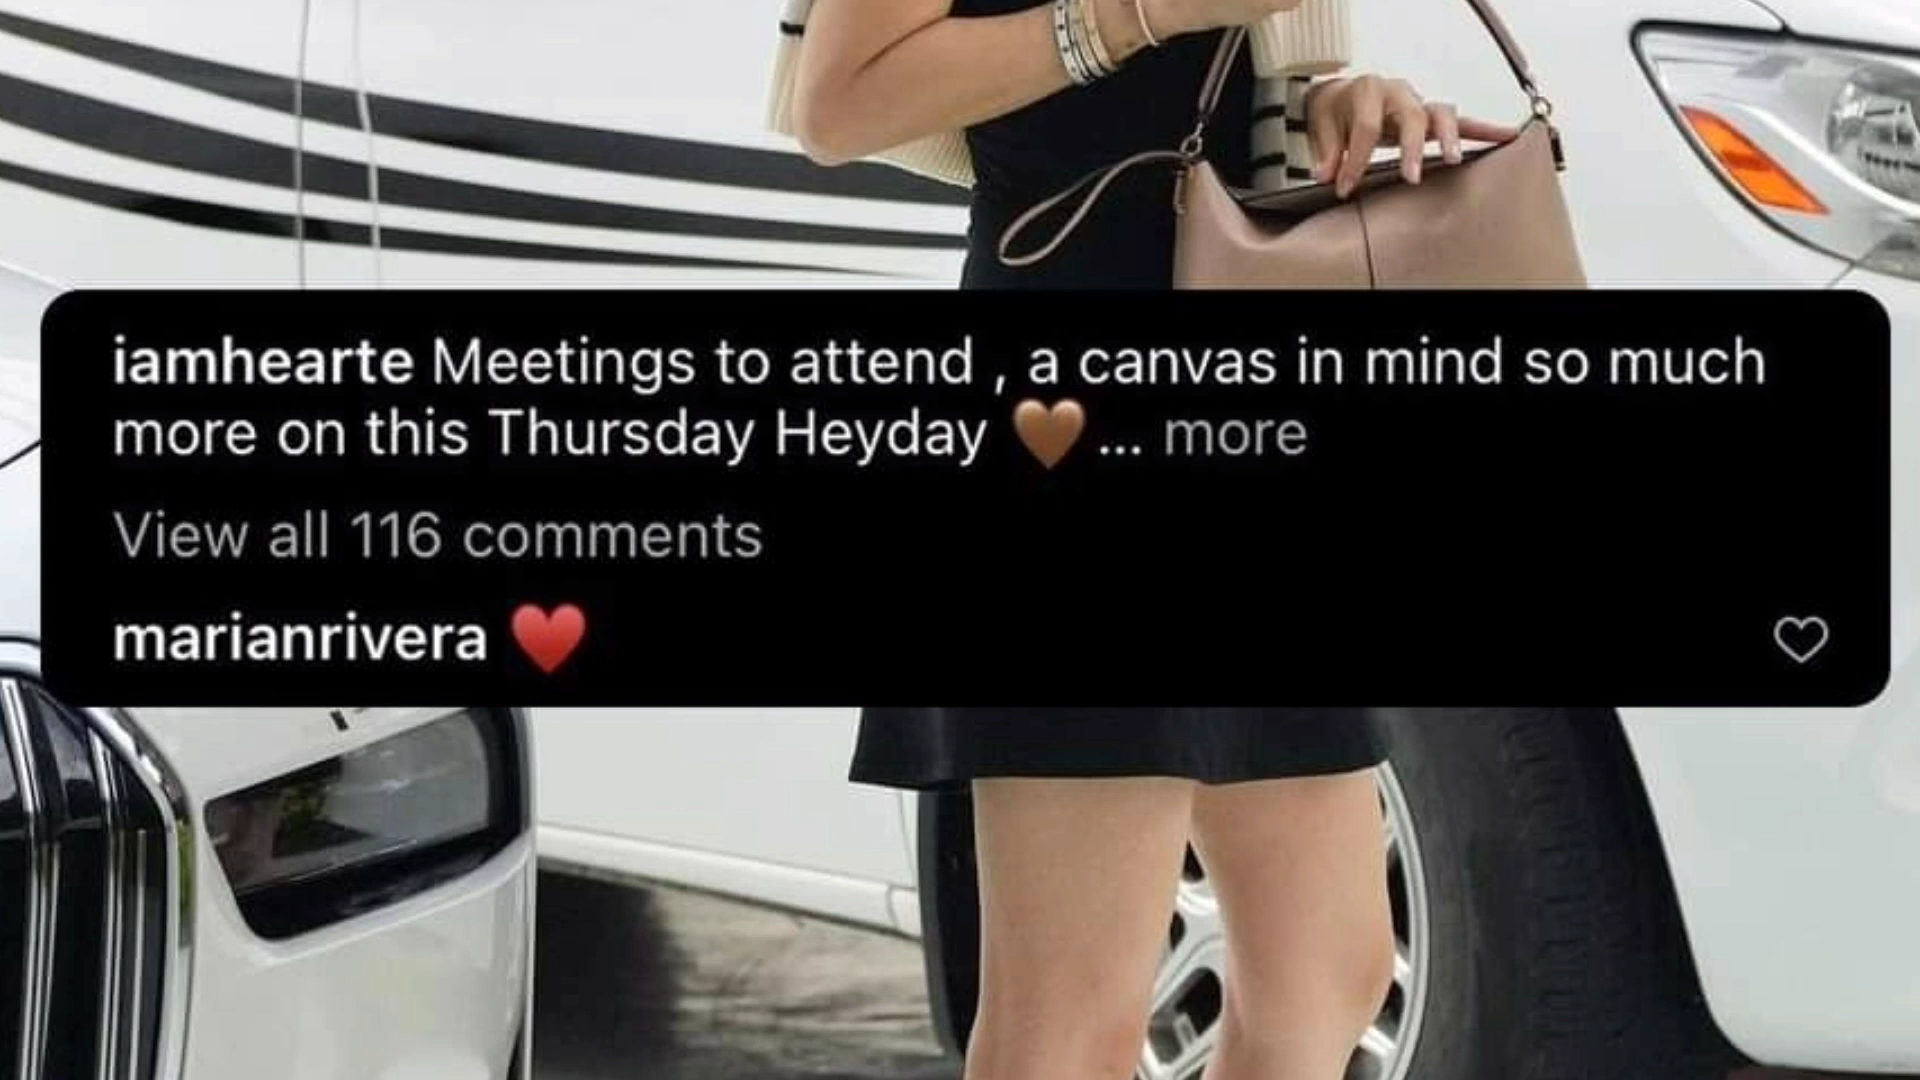 iamhearte Meetings to attend , a canvas in mind so much
more on this Thursday Heyday 🤎... more
View all 116 comments
marianrivera ❤️